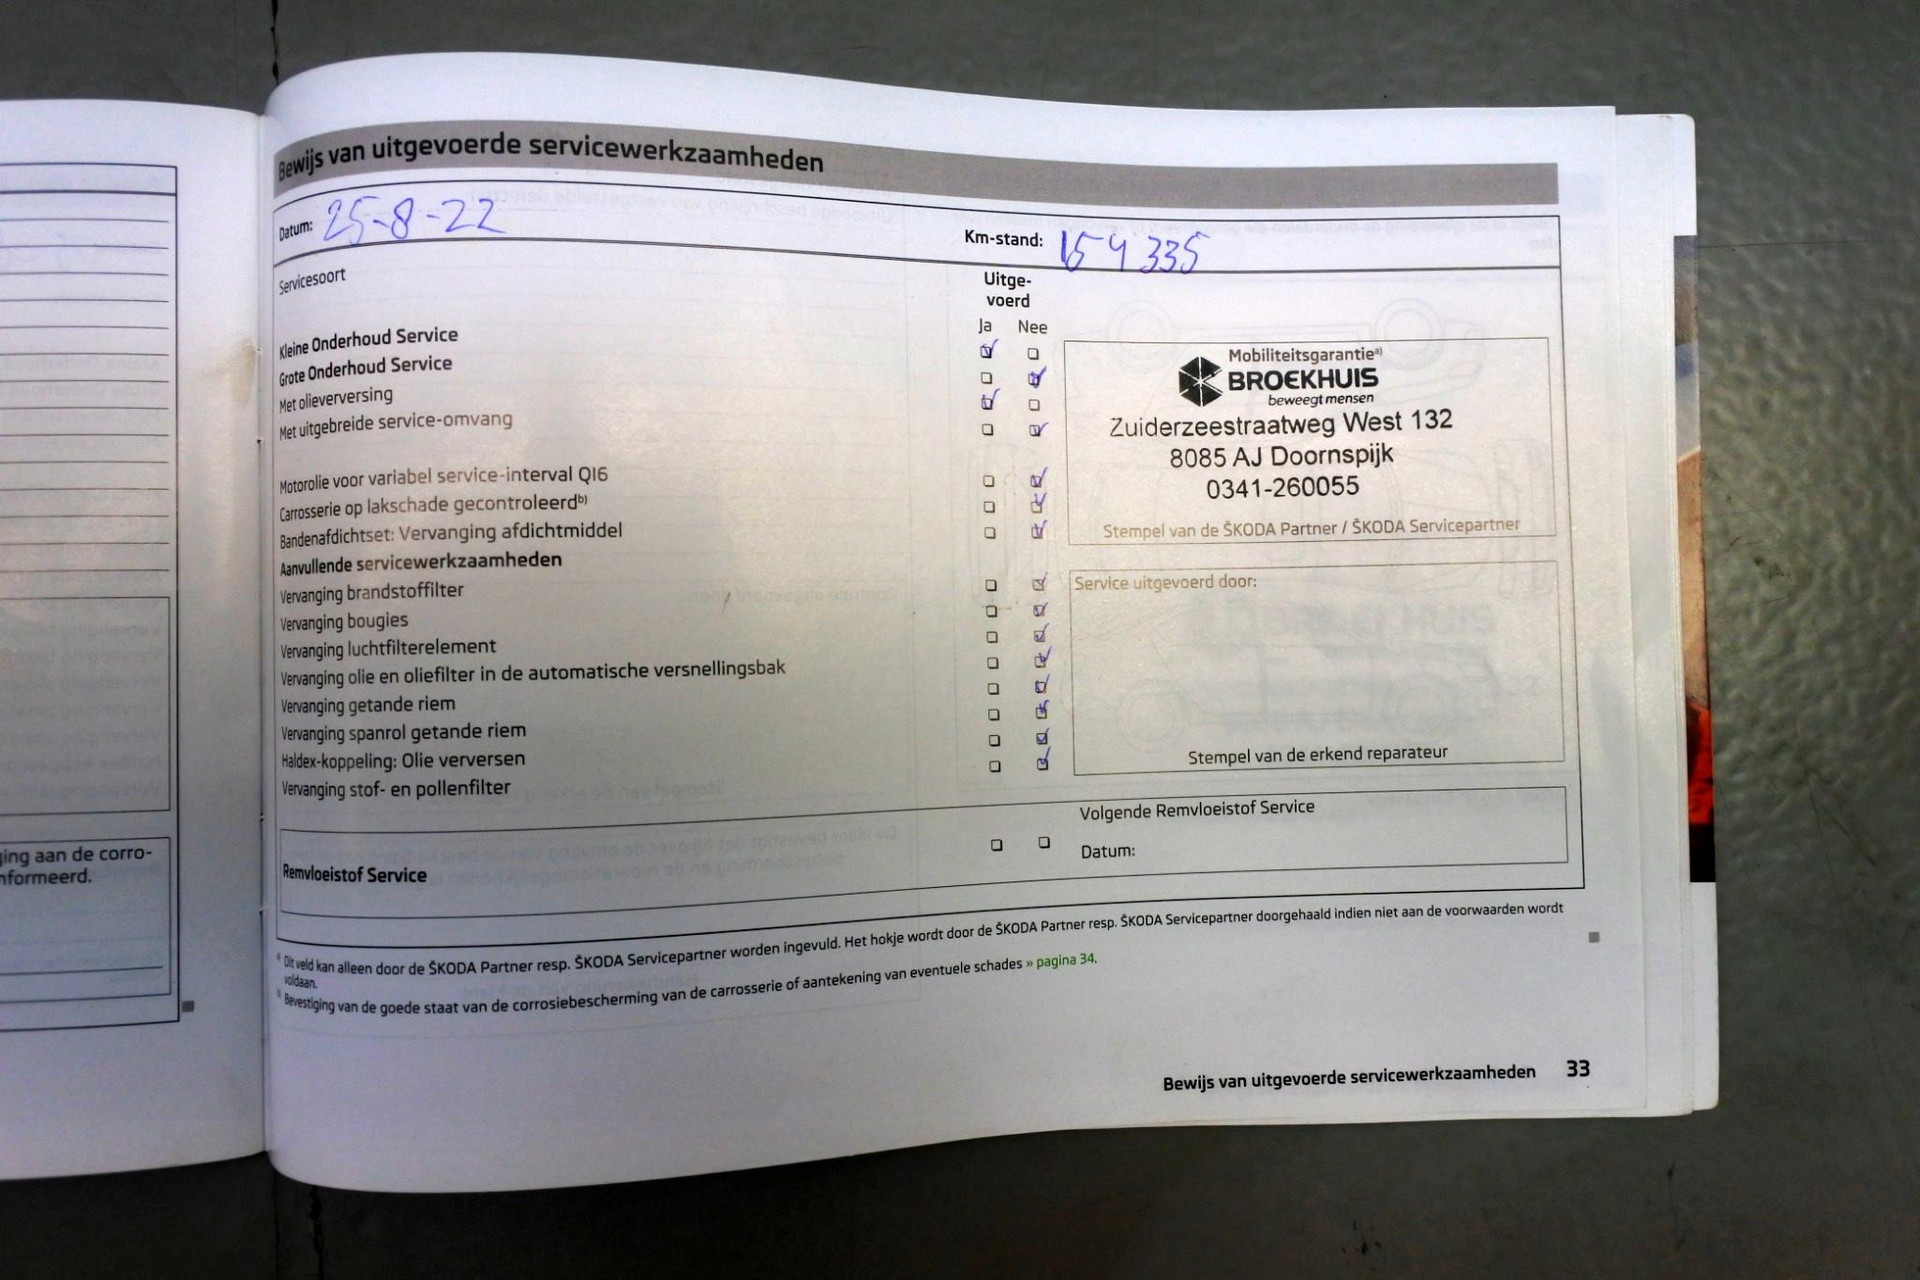 Bewijs van uitgevoerde servicewerkzaamheden
Datum: 25-8-22
Km-stand: 154335
Servicesoort
Uitge-
voerd
Ja Nee
Kleine Onderhoud Service
Grote Onderhoud Service
Met olieverversing
Met uitgebreide service-omvang
Motorolie voor variabel service-interval QI6
Carrosserie op lakschade gecontroleerd b)
Bandenafdichtset: Vervanging afdichtmiddel
Aanvullende servicewerkzaamheden
Vervanging brandstoffilter
Vervanging bougies
Vervanging luchtfilterelement
Vervanging olie en oliefilter in de automatische versnellingsbak
Vervanging getande riem
Vervanging spanrol getande riem
Haldex-koppeling: Olie verversen
Vervanging stof- en pollenfilter
Mobiliteitsgarantie a)
BROEKHUIS
beweegt mensen
Zuiderzeestraatweg West 132
8085 AJ Doornspijk
0341-260055
Stempel van de ŠKODA Partner / ŠKODA Servicepartner
Service uitgevoerd door:
Stempel van de erkend reparateur
Remvloeistof Service
Volgende Remvloeistof Service
Datum:
a) Dit veld kan alleen door de ŠKODA Partner resp. ŠKODA Servicepartner worden ingevuld. Het hokje wordt door de ŠKODA Partner resp. ŠKODA Servicepartner doorgehaald indien niet aan de voorwaarden wordt
voldaan.
b) Bevestiging van de goede staat van de corrosiebescherming van de carrosserie of aantekening van eventuele schades » pagina 34.
Bewijs van uitgevoerde servicewerkzaamheden 33
ging aan de corro-
nformeerd.